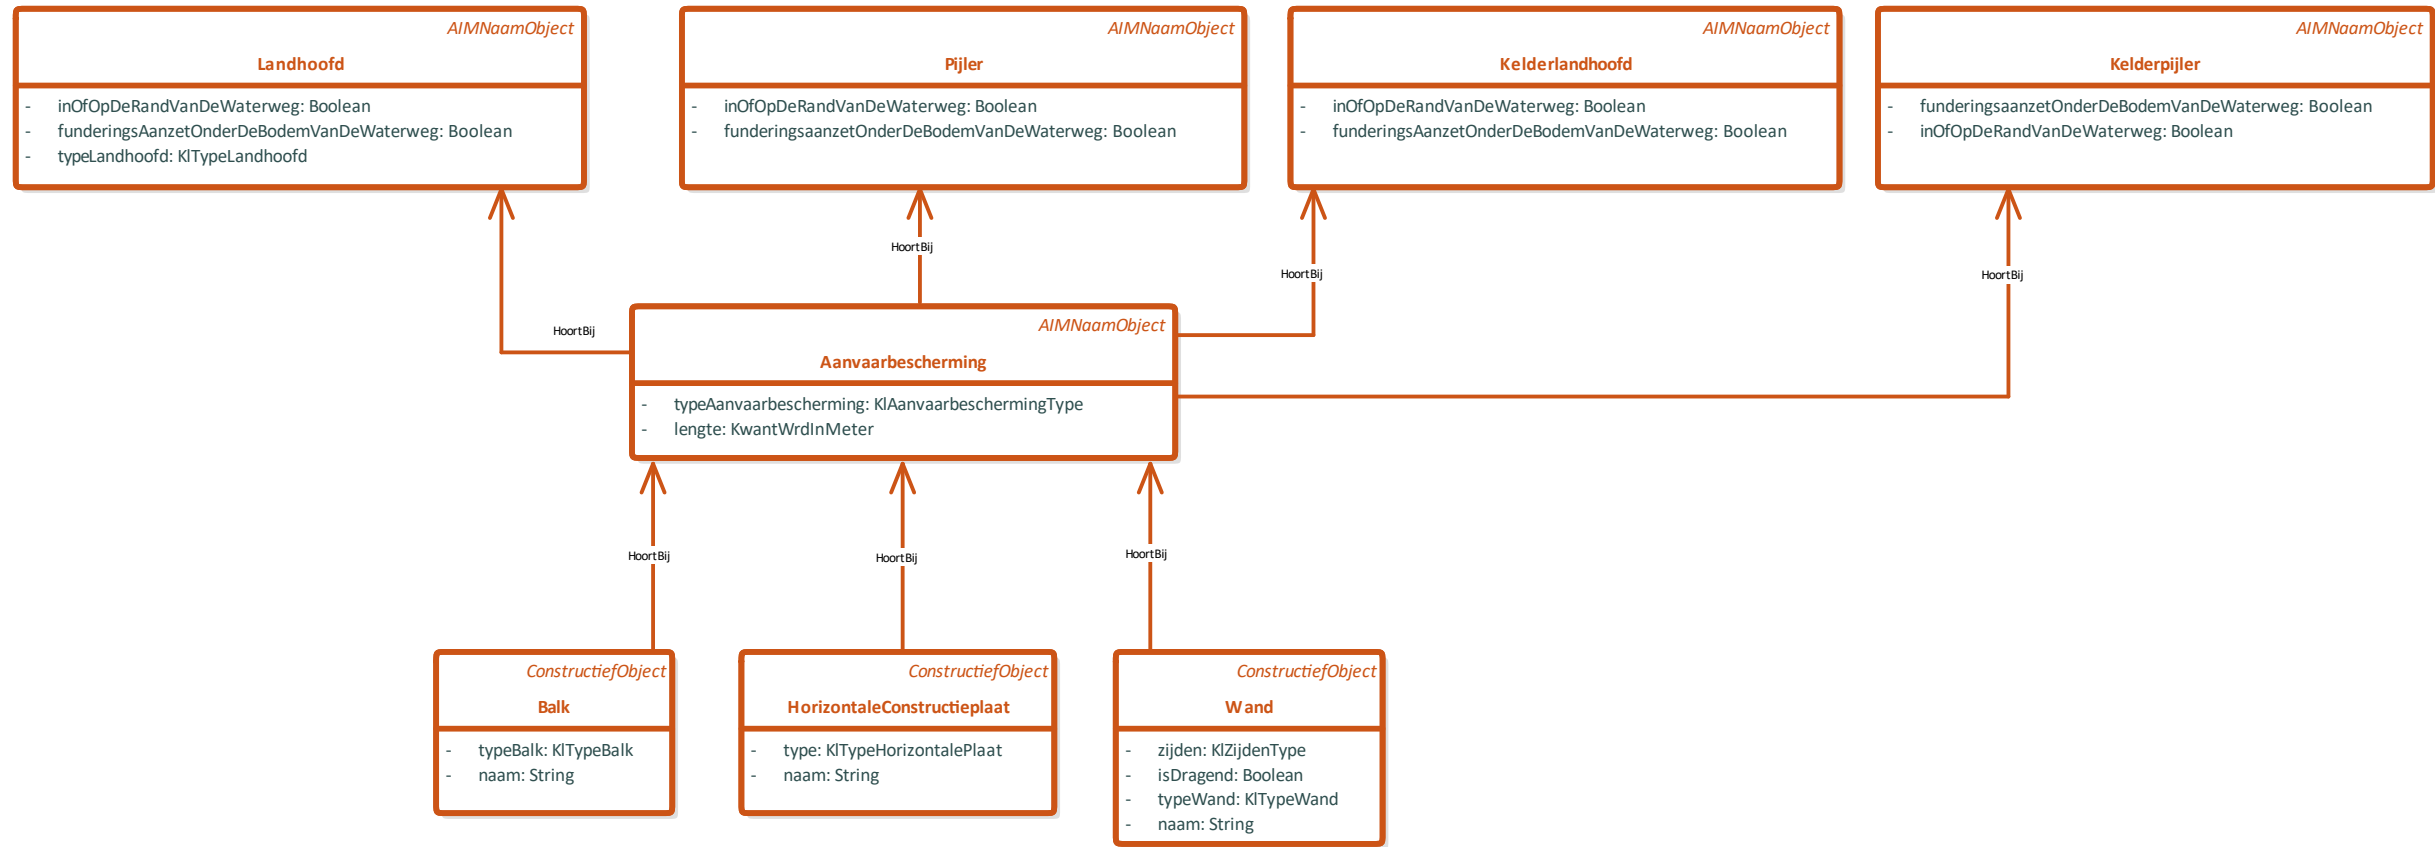 AIMNaamObject
Landhoofd
- inOfOpDeRandVanDeWaterweg: Boolean
- funderingsAanzetOnderDeBodemVanDeWaterweg: Boolean
- typeLandhoofd: KlTypeLandhoofd
AIMNaamObject
Pijler
- inOfOpDeRandVanDeWaterweg: Boolean
- funderingsaanzetOnderDeBodemVanDeWaterweg: Boolean
AIMNaamObject
Kelderlandhoofd
- inOfOpDeRandVanDeWaterweg: Boolean
- funderingsAanzetOnderDeBodemVanDeWaterweg: Boolean
AIMNaamObject
Kelderpijler
- funderingsaanzetOnderDeBodemVanDeWaterweg: Boolean
- inOfOpDeRandVanDeWaterweg: Boolean
HoortBij
HoortBij
HoortBij
HoortBij
AIMNaamObject
Aanvaarbescherming
- typeAanvaarbescherming: KlAanvaarbeschermingType
- lengte: KwantWrdInMeter
HoortBij
HoortBij
HoortBij
ConstructiefObject
Balk
- typeBalk: KlTypeBalk
- naam: String
ConstructiefObject
HorizontaleConstructieplaat
- type: KlTypeHorizontalePlaat
- naam: String
ConstructiefObject
Wand
- zijden: KlZijdenType
- isDragend: Boolean
- typeWand: KlTypeWand
- naam: String